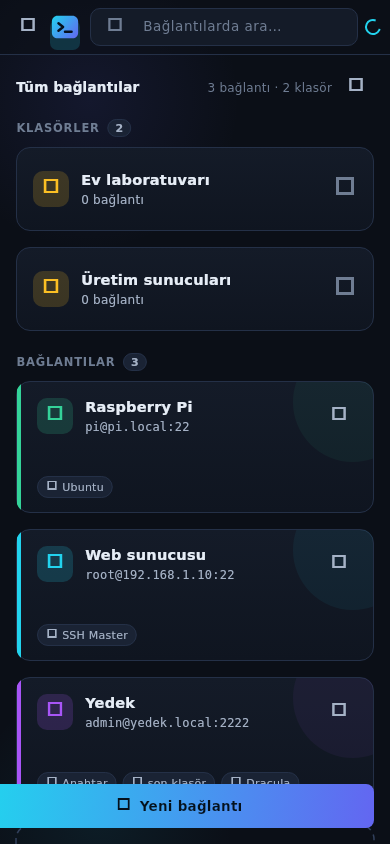 Bağlantılarda ara...
Tüm bağlantılar
3 bağlantı · 2 klasör
KLASÖRLER 2
Ev laboratuvarı
0 bağlantı
Üretim sunucuları
0 bağlantı
BAĞLANTILAR 3
Raspberry Pi
pi@pi.local:22
Ubuntu
Web sunucusu
root@192.168.1.10:22
SSH Master
Yedek
admin@yedek.local:2222
Anahtar son klasör Dracula
Yeni bağlantı